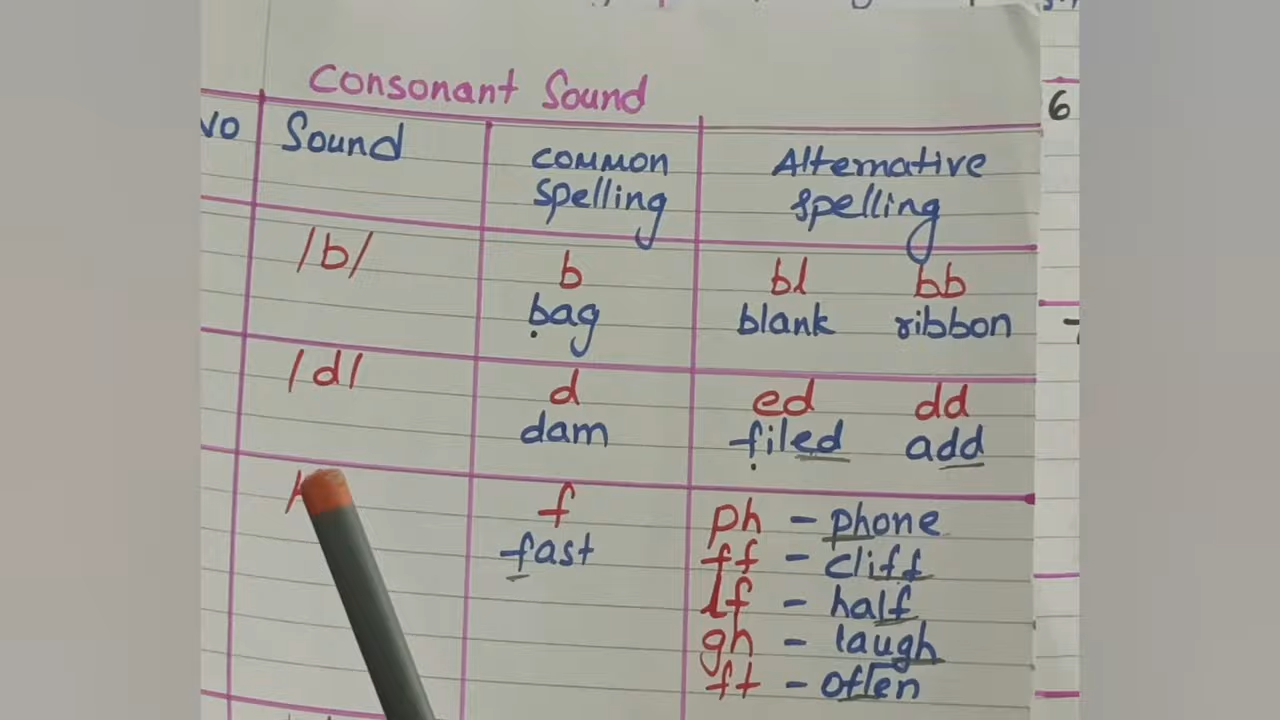 Consonant Sound
No Sound Common Spelling Alternative Spelling
/b/ b bl bb
bag blank ribbon
/d/ d ed dd
dam filed add
f ph - phone
fast ff - cliff
lf - half
gh - laugh
ft - often
6